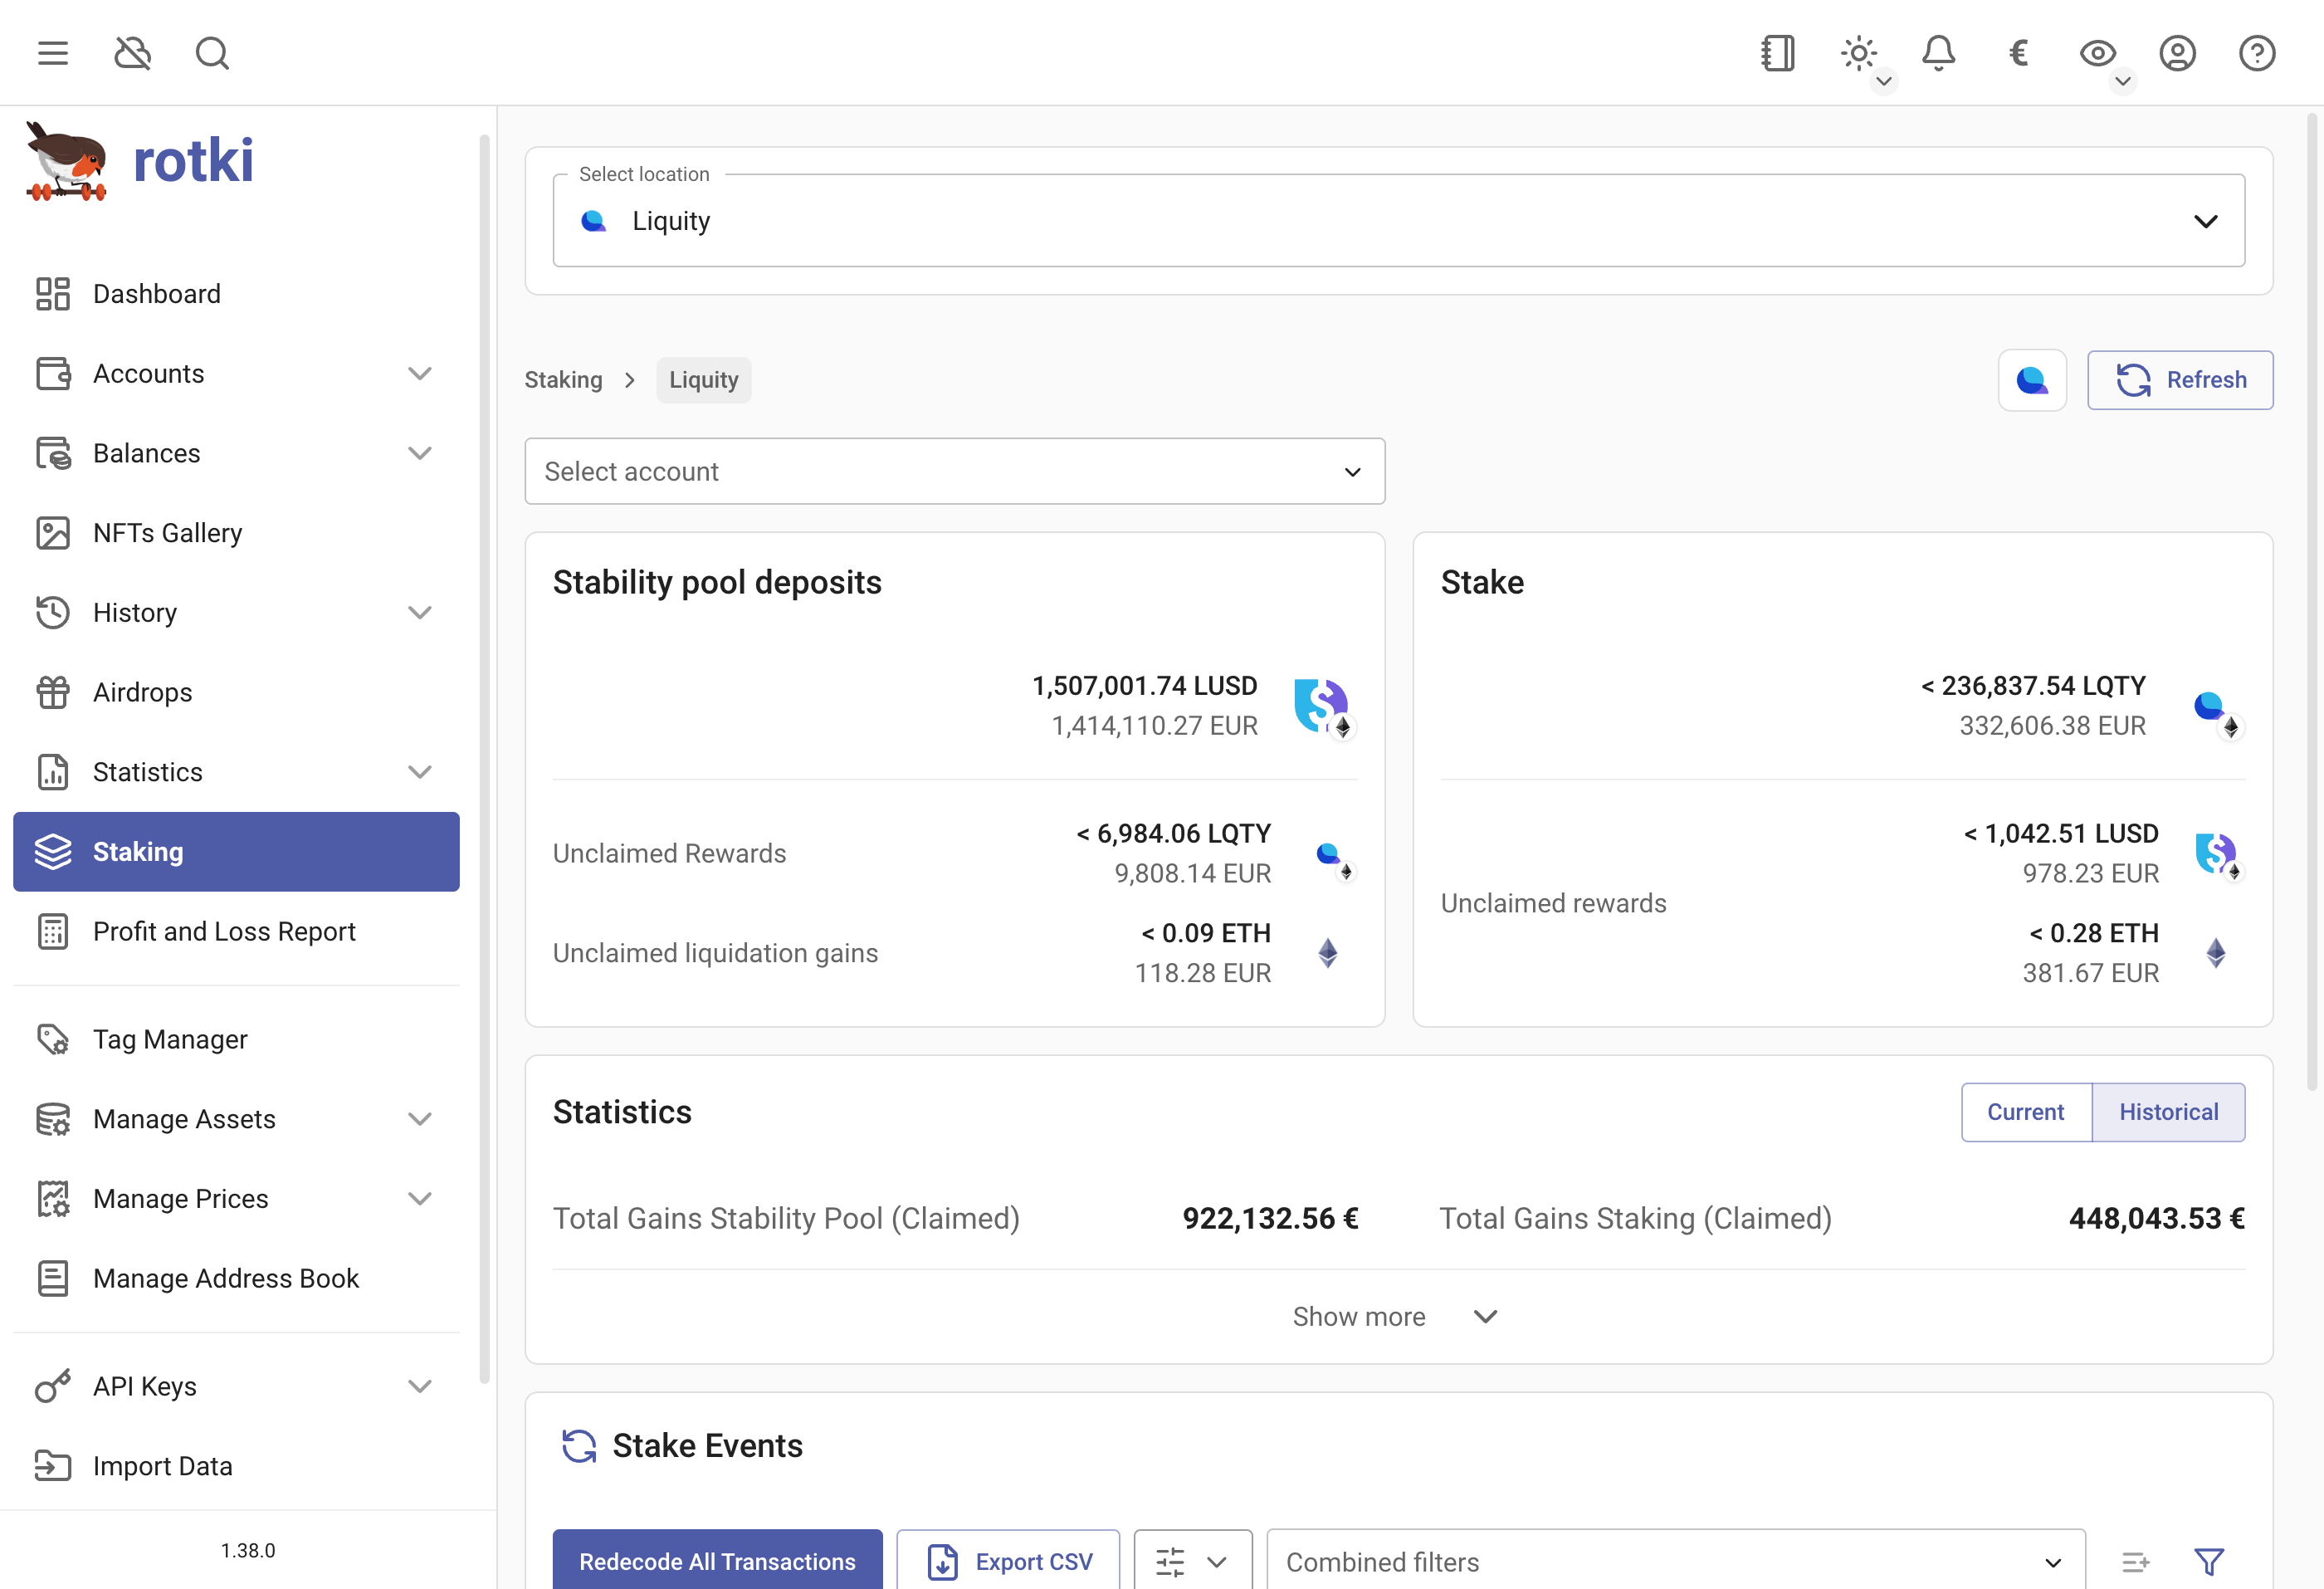 €
rotki
Dashboard
Accounts
Balances
NFTs Gallery
History
Airdrops
Statistics
Staking
Profit and Loss Report
Tag Manager
Manage Assets
Manage Prices
Manage Address Book
API Keys
Import Data
1.38.0
Select location
Liquity
Staking > Liquity
Refresh
Select account
Stability pool deposits
1,507,001.74 LUSD
1,414,110.27 EUR
Unclaimed Rewards
< 6,984.06 LQTY
9,808.14 EUR
Unclaimed liquidation gains
< 0.09 ETH
118.28 EUR
Stake
< 236,837.54 LQTY
332,606.38 EUR
Unclaimed rewards
< 1,042.51 LUSD
978.23 EUR
< 0.28 ETH
381.67 EUR
Statistics
Current Historical
Total Gains Stability Pool (Claimed) 922,132.56 €
Total Gains Staking (Claimed) 448,043.53 €
Show more
Stake Events
Redecode All Transactions Export CSV Combined filters